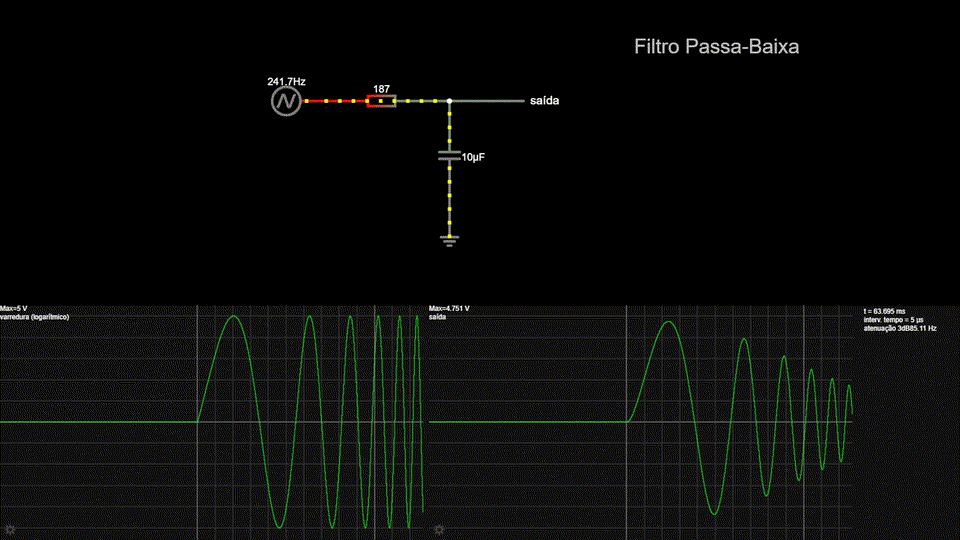 Filtro Passa-Baixa
241.7Hz
187
saída
10µF
Max=5 V
varredura (logarítmico)
Max=4.751 V
saída
t = 63.695 ms
interv. tempo = 5 µs
atenuação 3dB85.11 Hz